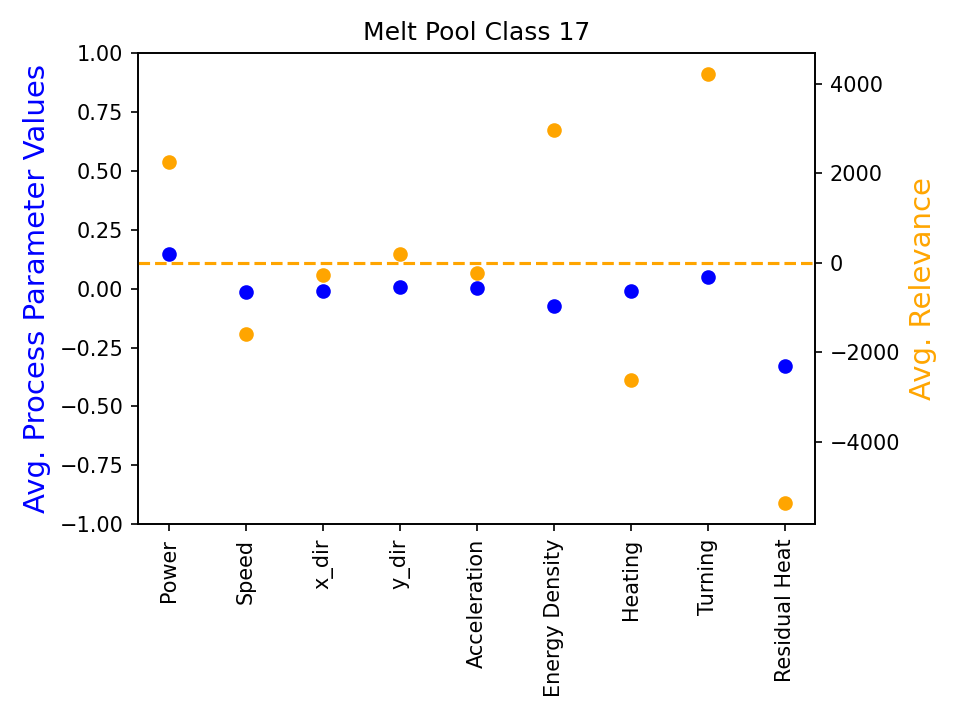 Melt Pool Class 17
Avg. Process Parameter Values
1.00
0.75
0.50
0.25
0.00
−0.25
−0.50
−0.75
−1.00
4000
2000
0
−2000
−4000
Avg. Relevance
Power
Speed
x_dir
y_dir
Acceleration
Energy Density
Heating
Turning
Residual Heat